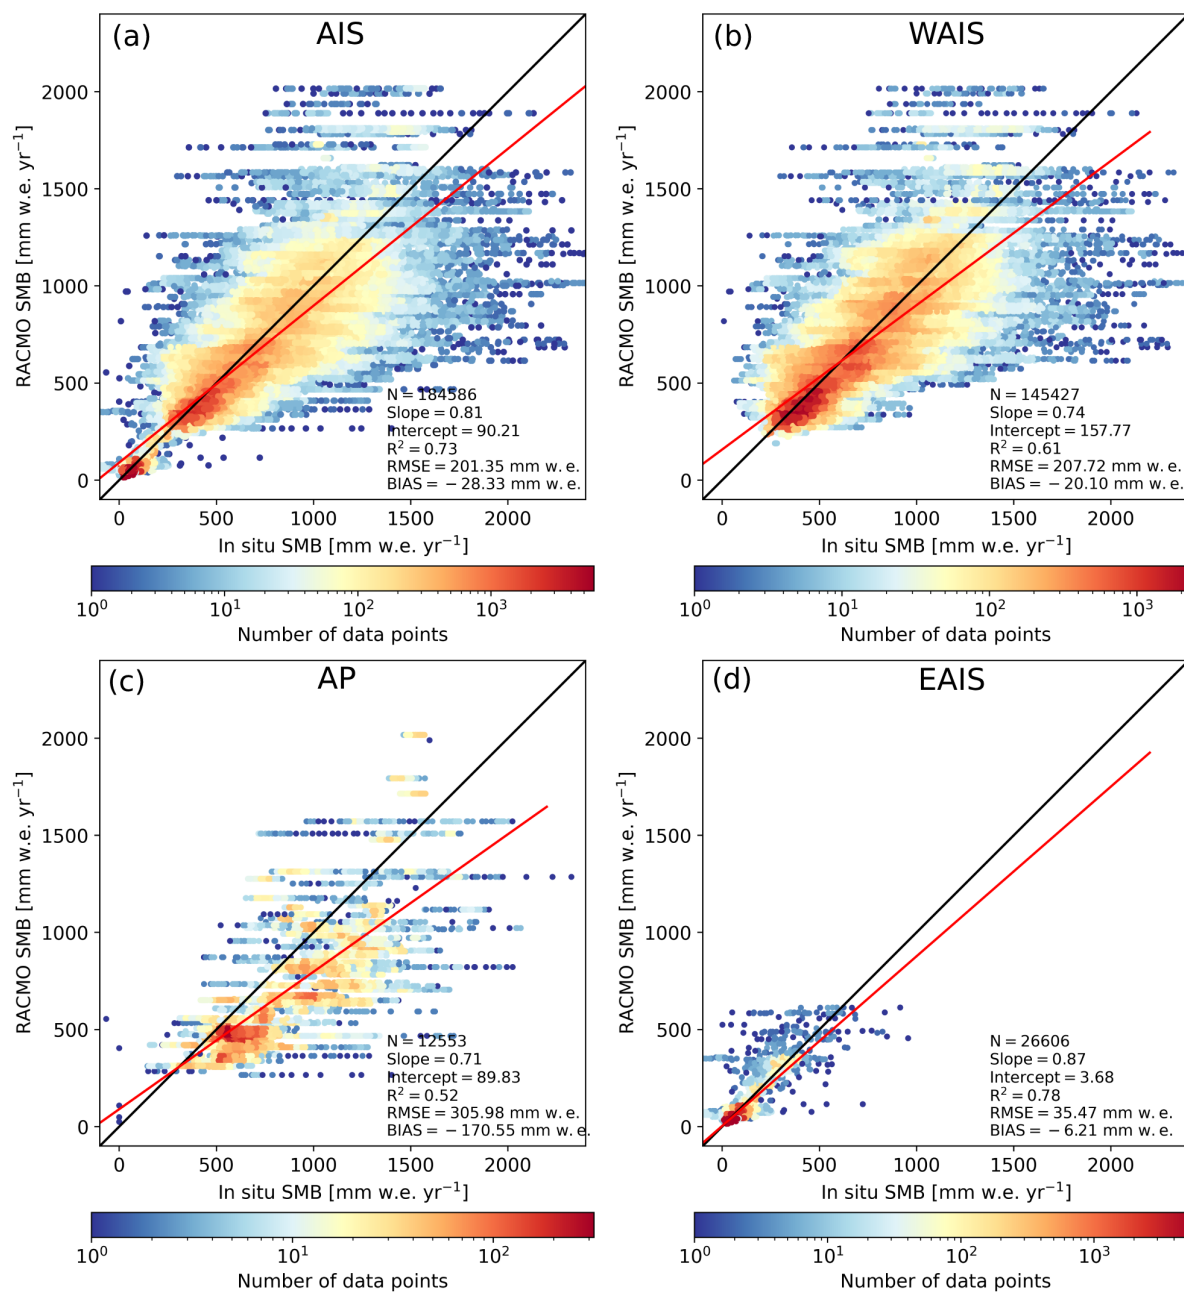 (a) AIS
RACMO SMB [mm w.e. yr⁻¹]
2000
1500
1000
500
0
N = 184586
Slope = 0.81
Intercept = 90.21
R² = 0.73
RMSE = 201.35 mm w.e.
BIAS = −28.33 mm w.e.
0 500 1000 1500 2000
In situ SMB [mm w.e. yr⁻¹]
10⁰ 10¹ 10² 10³
Number of data points
(b) WAIS
RACMO SMB [mm w.e. yr⁻¹]
2000
1500
1000
500
0
N = 145427
Slope = 0.74
Intercept = 157.77
R² = 0.61
RMSE = 207.72 mm w.e.
BIAS = −20.10 mm w.e.
0 500 1000 1500 2000
In situ SMB [mm w.e. yr⁻¹]
10⁰ 10¹ 10² 10³
Number of data points
(c) AP
RACMO SMB [mm w.e. yr⁻¹]
2000
1500
1000
500
0
N = 12553
Slope = 0.71
Intercept = 89.83
R² = 0.52
RMSE = 305.98 mm w.e.
BIAS = −170.55 mm w.e.
0 500 1000 1500 2000
In situ SMB [mm w.e. yr⁻¹]
10⁰ 10¹ 10²
Number of data points
(d) EAIS
RACMO SMB [mm w.e. yr⁻¹]
2000
1500
1000
500
0
N = 26606
Slope = 0.87
Intercept = 3.68
R² = 0.78
RMSE = 35.47 mm w.e.
BIAS = −6.21 mm w.e.
0 500 1000 1500 2000
In situ SMB [mm w.e. yr⁻¹]
10⁰ 10¹ 10² 10³
Number of data points